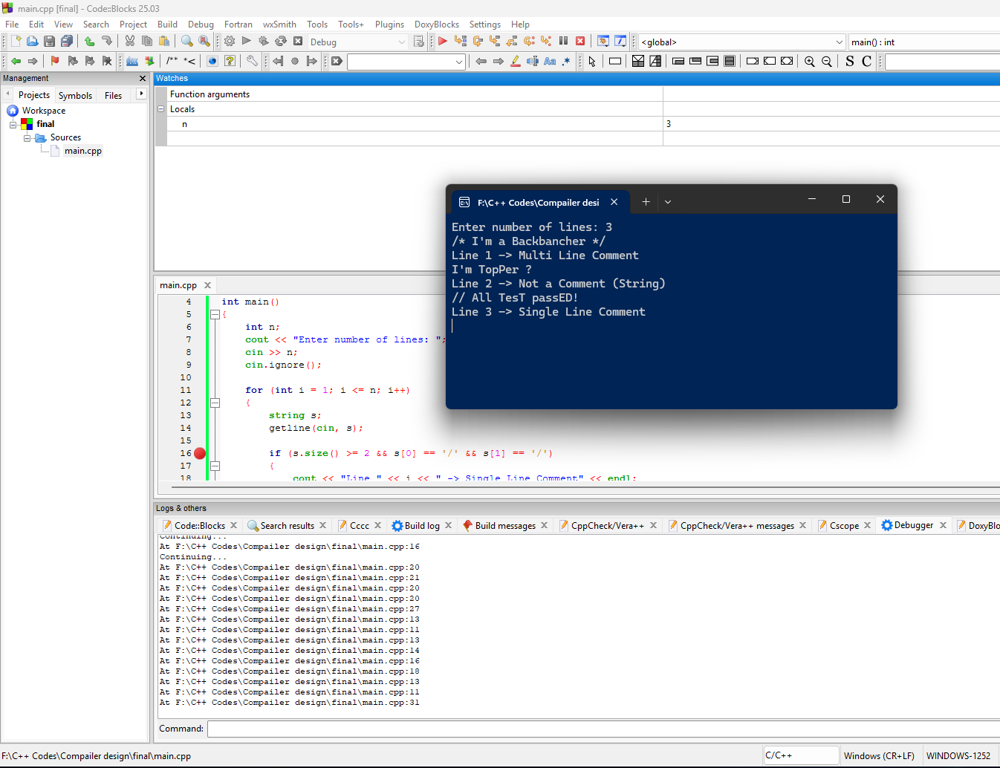 main.cpp [final] - Code::Blocks 25.03
File Edit View Search Project Build Debug Fortran wxSmith Tools Tools+ Plugins DoxyBlocks Settings Help
Debug <global> main() : int
/** *< Aa .* S C
Management
Projects Symbols Files
Workspace
final
Sources
main.cpp
Watches
Function arguments
Locals
n 3
F:\C++ Codes\Compailer desi
Enter number of lines: 3
/* I'm a Backbancher */
Line 1 -> Multi Line Comment
I'm TopPer ?
Line 2 -> Not a Comment (String)
// All TesT passED!
Line 3 -> Single Line Comment
main.cpp
4 int main()
5 {
6 int n;
7 cout << "Enter number of lines: ";
8 cin >> n;
9 cin.ignore();
10
11 for (int i = 1; i <= n; i++)
12 {
13 string s;
14 getline(cin, s);
15
16 if (s.size() >= 2 && s[0] == '/' && s[1] == '/')
17 {
18 cout << "Line " << i << " -> Single Line Comment" << endl;
Logs & others
Code::Blocks Search results Cccc Build log Build messages CppCheck/Vera++ CppCheck/Vera++ messages Cscope Debugger DoxyBlo
Continuing...
At F:\C++ Codes\Compailer design\final\main.cpp:16
Continuing...
At F:\C++ Codes\Compailer design\final\main.cpp:20
At F:\C++ Codes\Compailer design\final\main.cpp:21
At F:\C++ Codes\Compailer design\final\main.cpp:20
At F:\C++ Codes\Compailer design\final\main.cpp:20
At F:\C++ Codes\Compailer design\final\main.cpp:27
At F:\C++ Codes\Compailer design\final\main.cpp:13
At F:\C++ Codes\Compailer design\final\main.cpp:11
At F:\C++ Codes\Compailer design\final\main.cpp:13
At F:\C++ Codes\Compailer design\final\main.cpp:14
At F:\C++ Codes\Compailer design\final\main.cpp:16
At F:\C++ Codes\Compailer design\final\main.cpp:18
At F:\C++ Codes\Compailer design\final\main.cpp:13
At F:\C++ Codes\Compailer design\final\main.cpp:11
At F:\C++ Codes\Compailer design\final\main.cpp:31
Command:
F:\C++ Codes\Compailer design\final\main.cpp C/C++ Windows (CR+LF) WINDOWS-1252